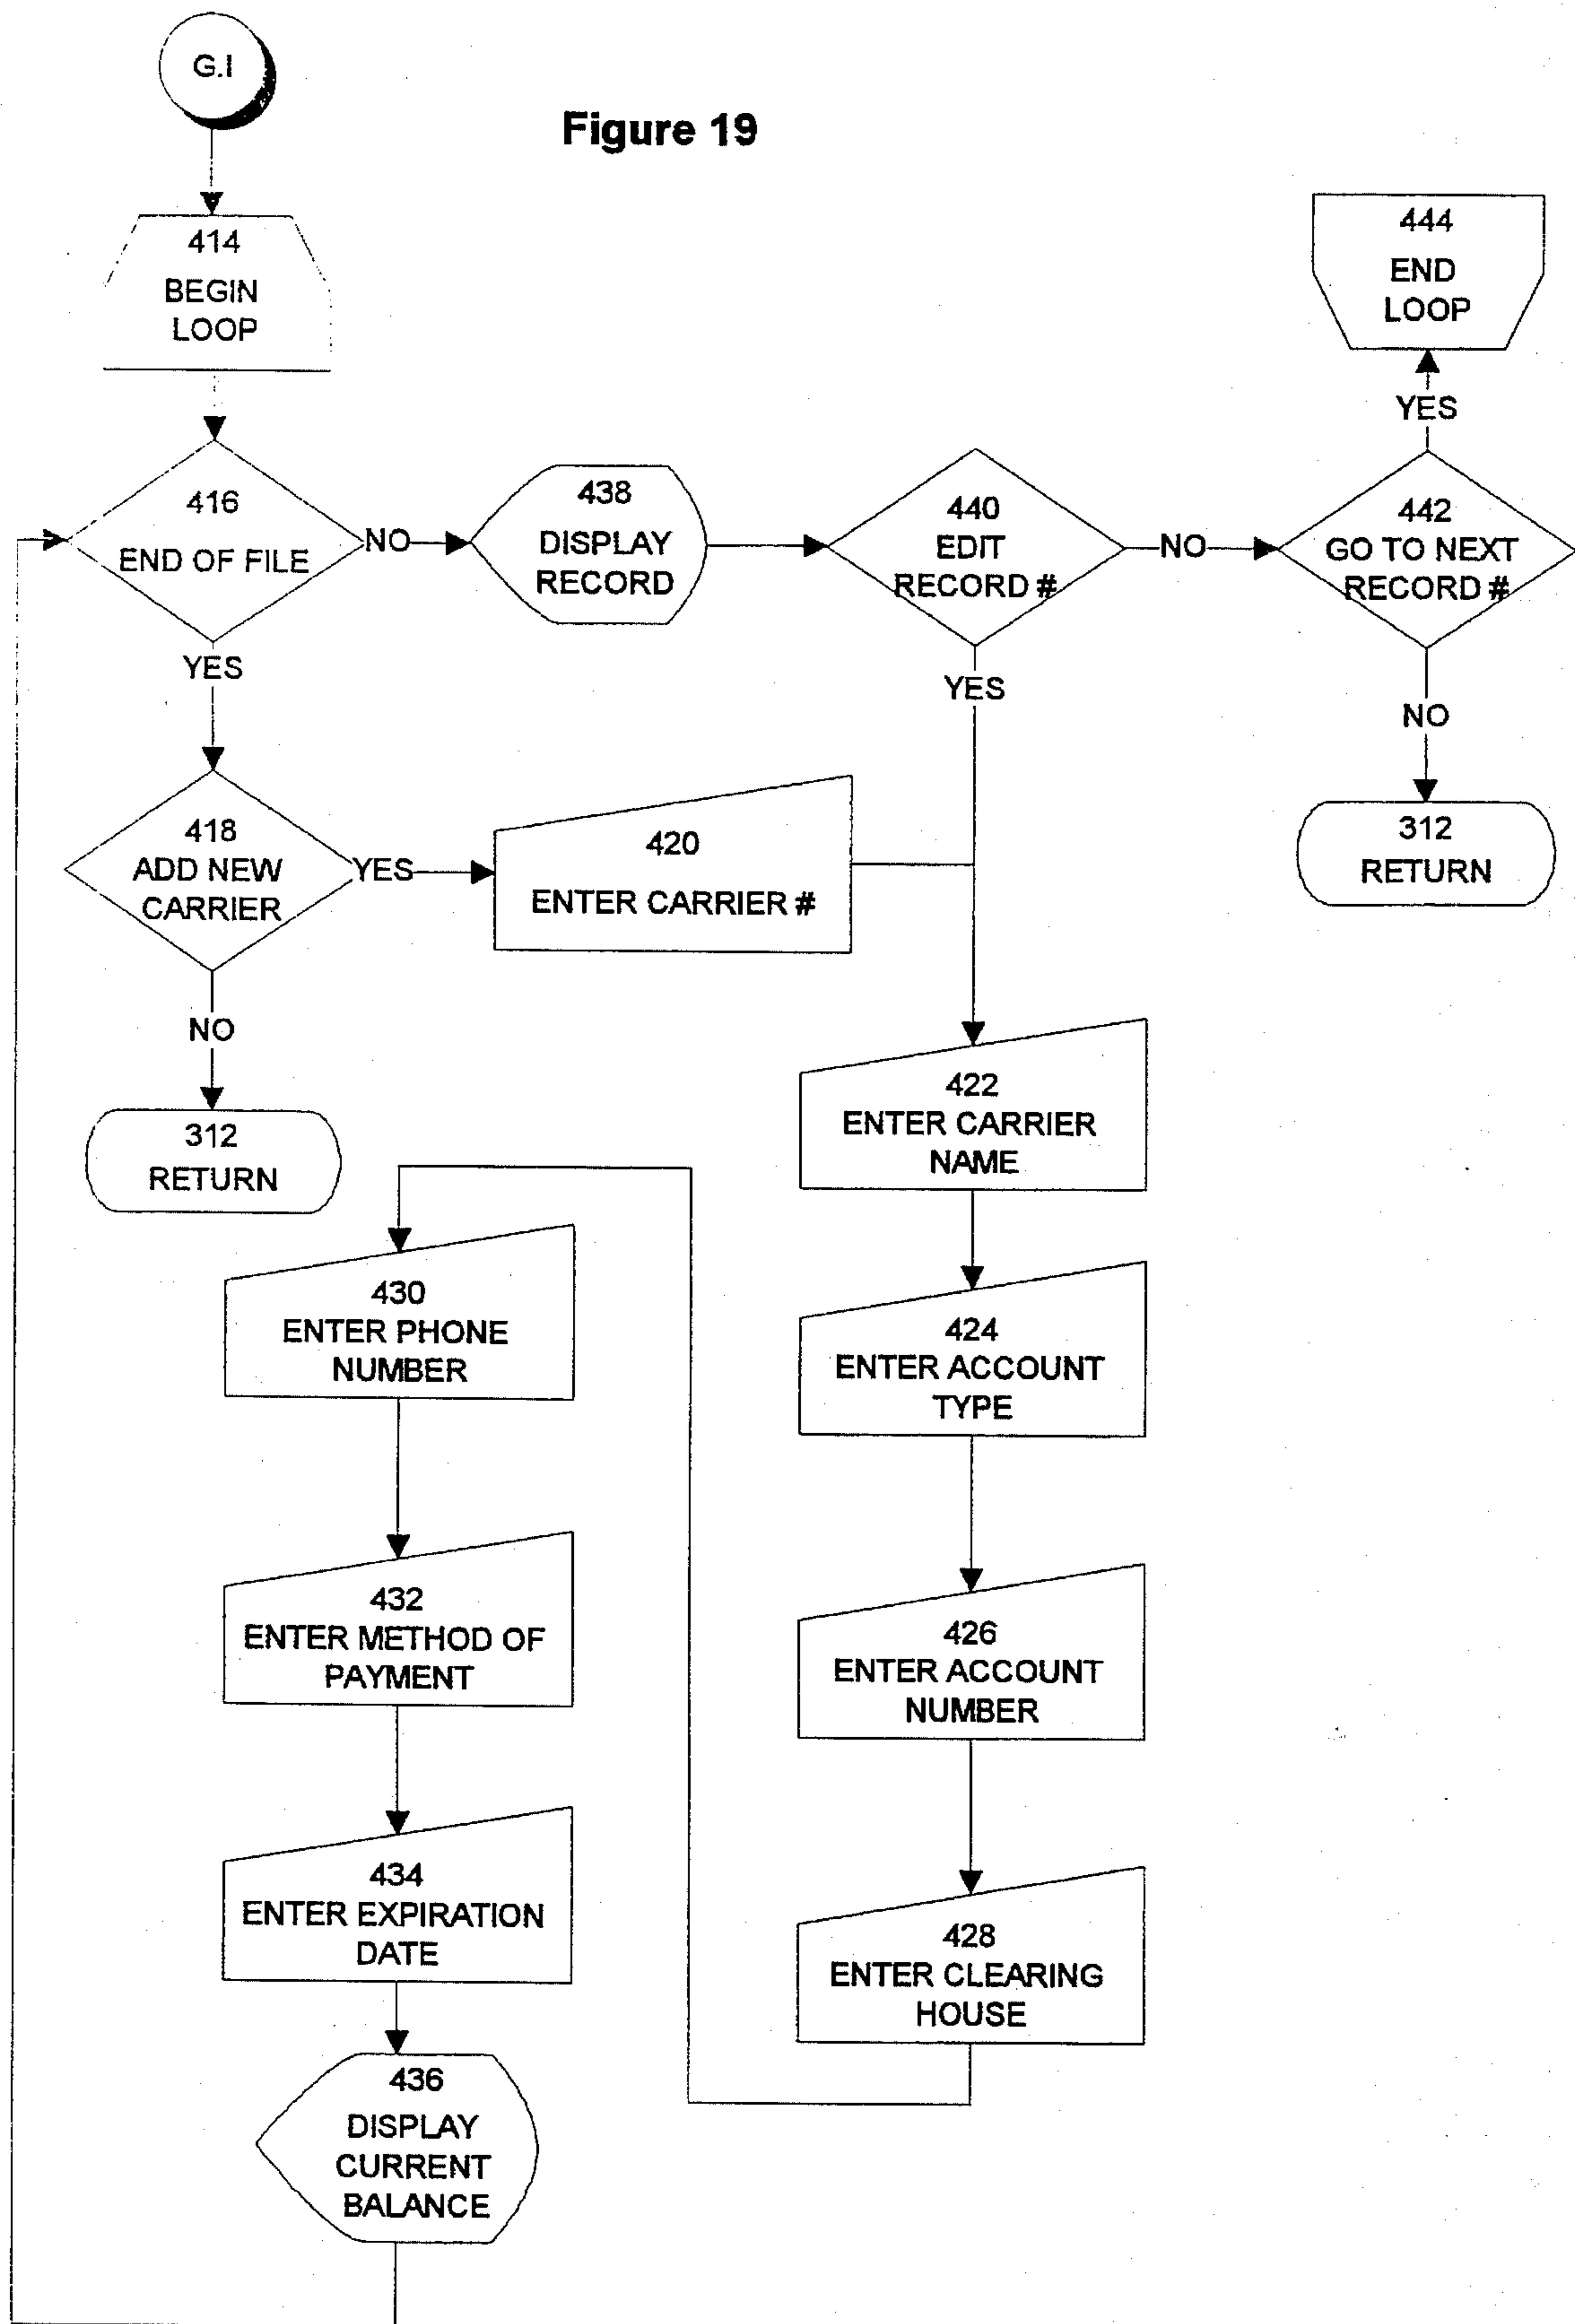 G.I
Figure 19
414
BEGIN
LOOP
444
END
LOOP
YES
416
END OF FILE
NO
438
DISPLAY
RECORD
440
EDIT
RECORD #
NO
442
GO TO NEXT
RECORD #
YES
YES
NO
418
ADD NEW
CARRIER
YES
420
ENTER CARRIER #
312
RETURN
NO
312
RETURN
422
ENTER CARRIER
NAME
430
ENTER PHONE
NUMBER
424
ENTER ACCOUNT
TYPE
432
ENTER METHOD OF
PAYMENT
426
ENTER ACCOUNT
NUMBER
434
ENTER EXPIRATION
DATE
428
ENTER CLEARING
HOUSE
436
DISPLAY
CURRENT
BALANCE